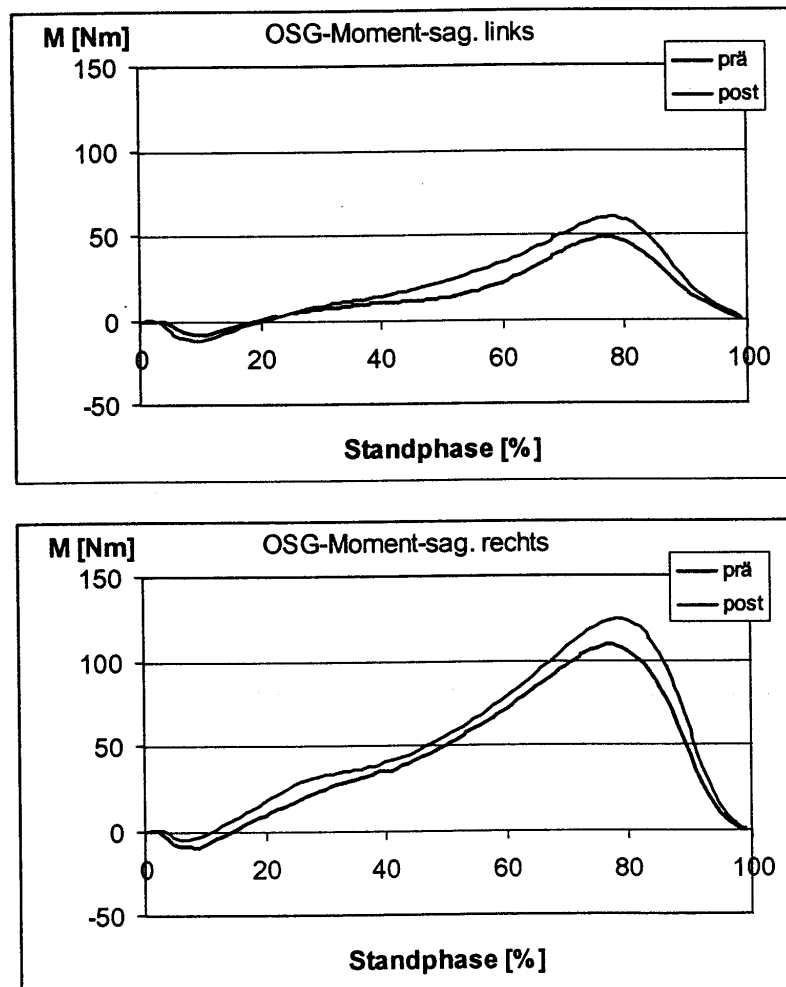 M [Nm] OSG-Moment-sag. links
150
prä
post
100
50
0
0 20 40 60 80 100
-50
Standphase [%]
M [Nm] OSG-Moment-sag. rechts
150
prä
post
100
50
0
0 20 40 60 80 100
-50
Standphase [%]